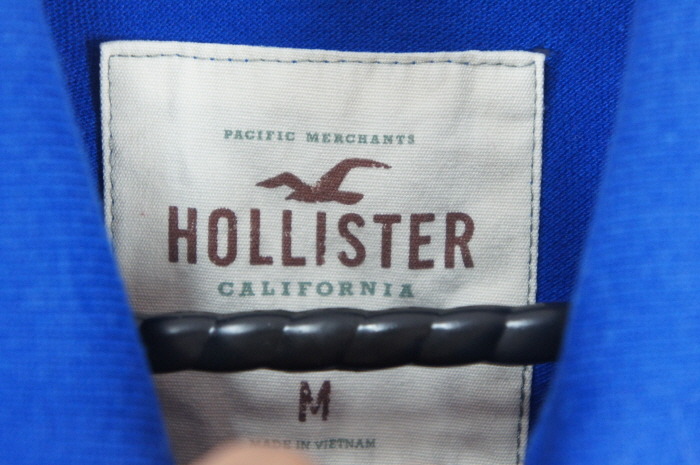 PACIFIC MERCHANTS
HOLLISTER
CALIFORNIA
M
MADE IN VIETNAM